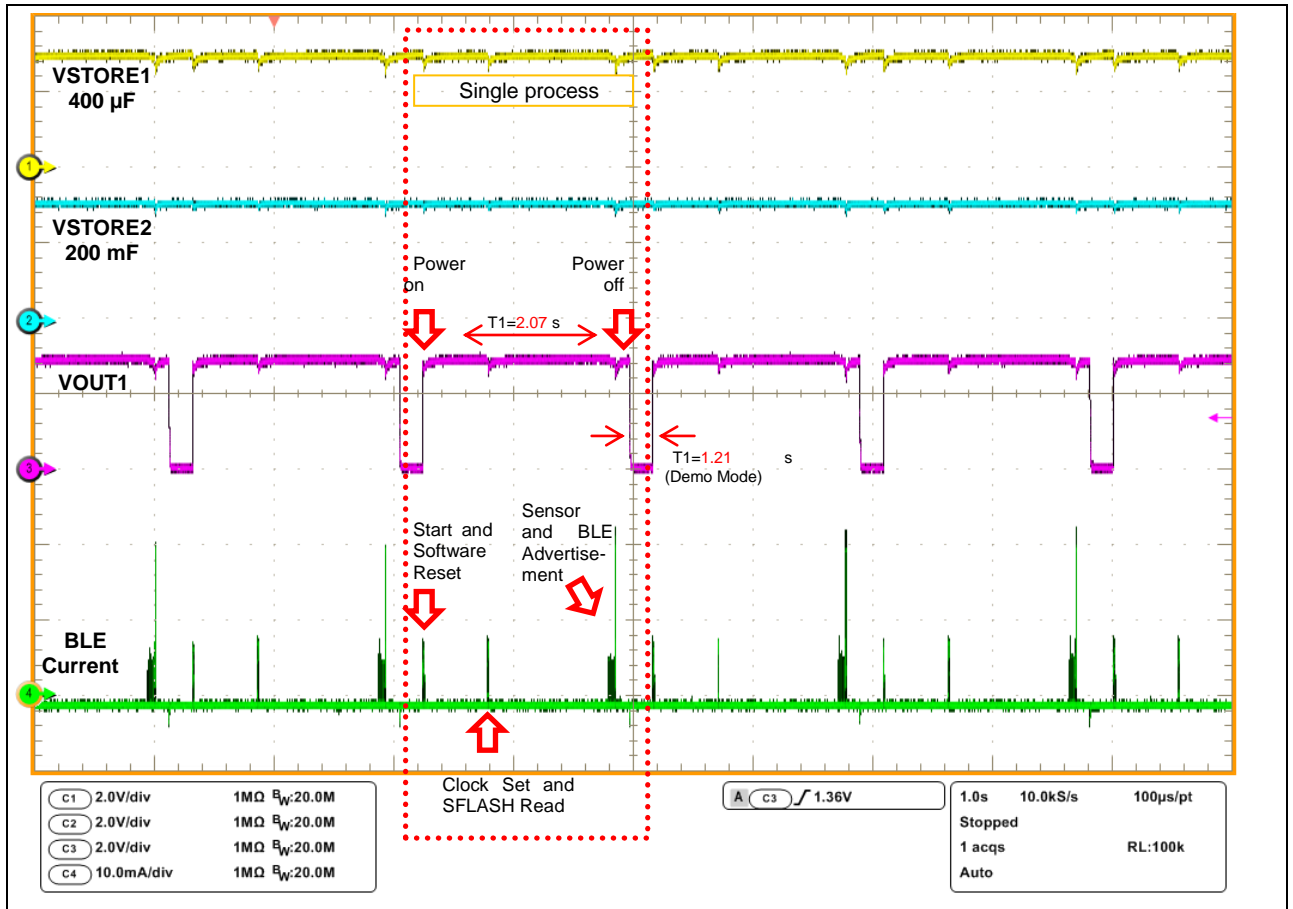 VSTORE1
400 µF
Single process
1
VSTORE2
200 mF
Power
on
Power
off
2
T1=2.07 s
VOUT1
3
T1=1.21 s
(Demo Mode)
Start and
Software
Reset
Sensor
and BLE
Advertise-
ment
BLE
Current
4
Clock Set and
SFLASH Read
C1 2.0V/div 1MΩ BW:20.0M
C2 2.0V/div 1MΩ BW:20.0M
C3 2.0V/div 1MΩ BW:20.0M
C4 10.0mA/div 1MΩ BW:20.0M
A C3 1.36V
1.0s 10.0kS/s 100µs/pt
Stopped
1 acqs RL:100k
Auto